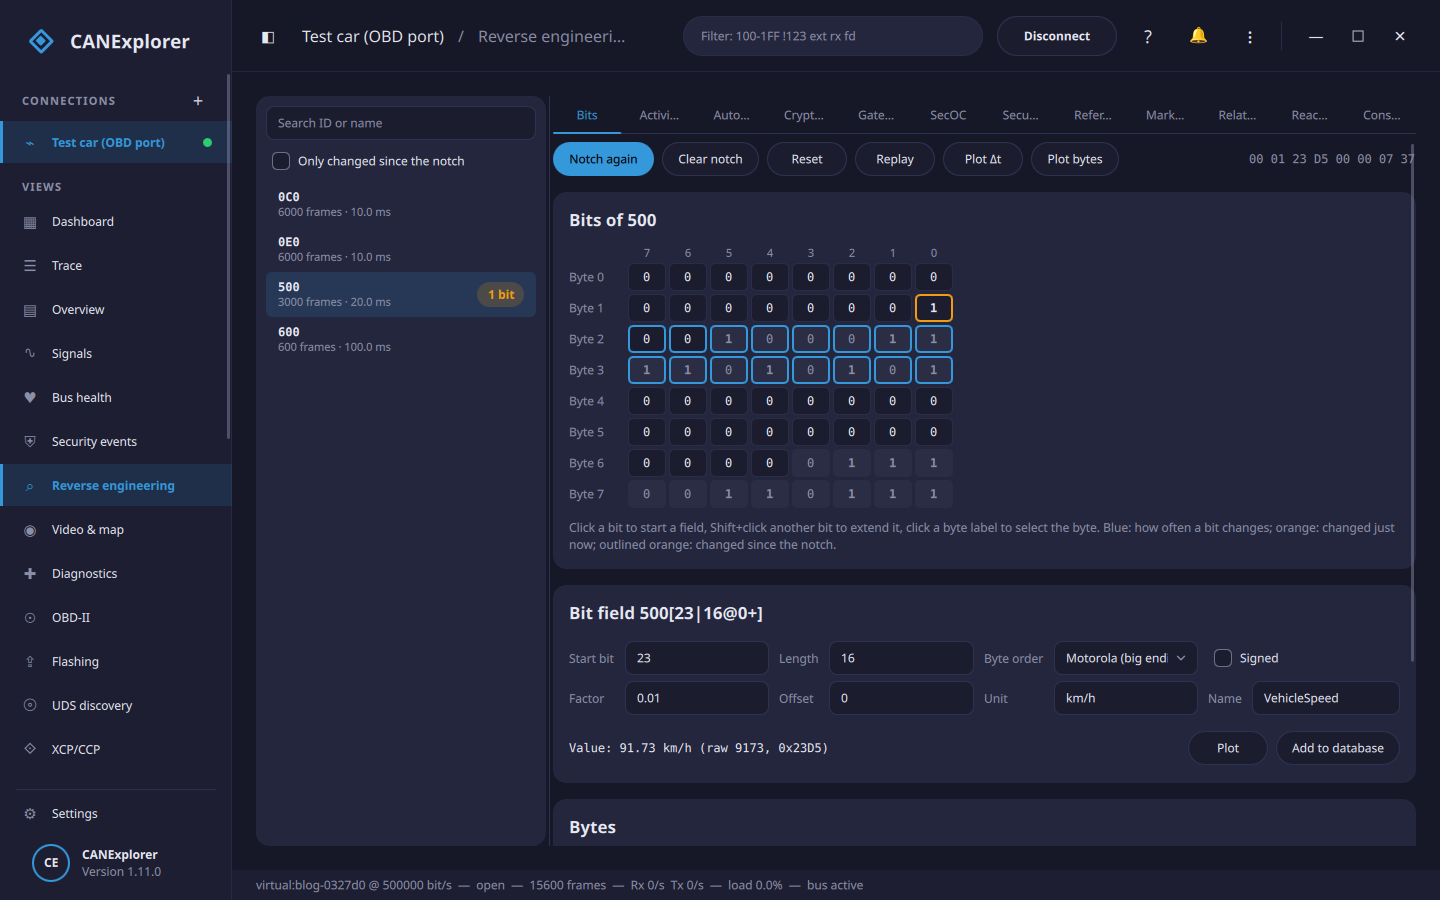 CANExplorer
Test car (OBD port) / Reverse engineeri...
Filter: 100-1FF !123 ext rx fd
Disconnect
?
CONNECTIONS +
Test car (OBD port)
VIEWS
Dashboard
Trace
Overview
Signals
Bus health
Security events
Reverse engineering
Video & map
Diagnostics
OBD-II
Flashing
UDS discovery
XCP/CCP
Settings
CE
CANExplorer
Version 1.11.0
Search ID or name
Only changed since the notch
0C0
6000 frames · 10.0 ms
0E0
6000 frames · 10.0 ms
500
3000 frames · 20.0 ms
1 bit
600
600 frames · 100.0 ms
Bits Activi... Auto... Crypt... Gate... SecOC Secu... Refer... Mark... Relat... Reac... Cons...
Notch again Clear notch Reset Replay Plot Δt Plot bytes 00 01 23 D5 00 00 07 37
Bits of 500
7 6 5 4 3 2 1 0
Byte 0 0 0 0 0 0 0 0 0
Byte 1 0 0 0 0 0 0 0 1
Byte 2 0 0 1 0 0 0 1 1
Byte 3 1 1 0 1 0 1 0 1
Byte 4 0 0 0 0 0 0 0 0
Byte 5 0 0 0 0 0 0 0 0
Byte 6 0 0 0 0 0 1 1 1
Byte 7 0 0 1 1 0 1 1 1
Click a bit to start a field, Shift+click another bit to extend it, click a byte label to select the byte. Blue: how often a bit changes; orange: changed just
now; outlined orange: changed since the notch.
Bit field 500[23|16@0+]
Start bit 23 Length 16 Byte order Motorola (big endi Signed
Factor 0.01 Offset 0 Unit km/h Name VehicleSpeed
Value: 91.73 km/h (raw 9173, 0x23D5) Plot Add to database
Bytes
virtual:blog-0327d0 @ 500000 bit/s — open — 15600 frames — Rx 0/s Tx 0/s — load 0.0% — bus active